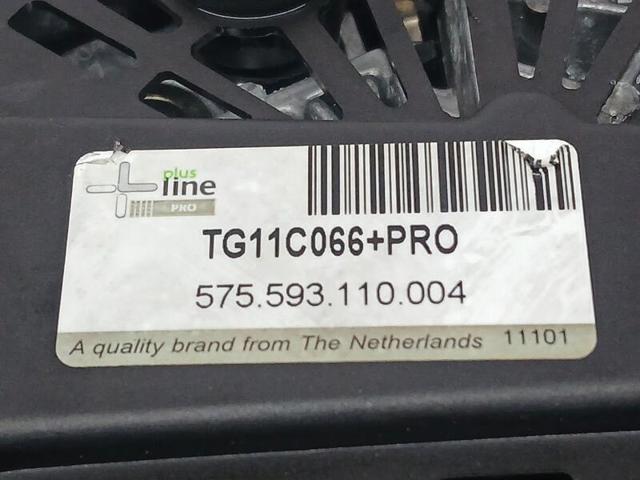 plus
line
PRO
TG11C066+PRO
575.593.110.004
A quality brand from The Netherlands 11101